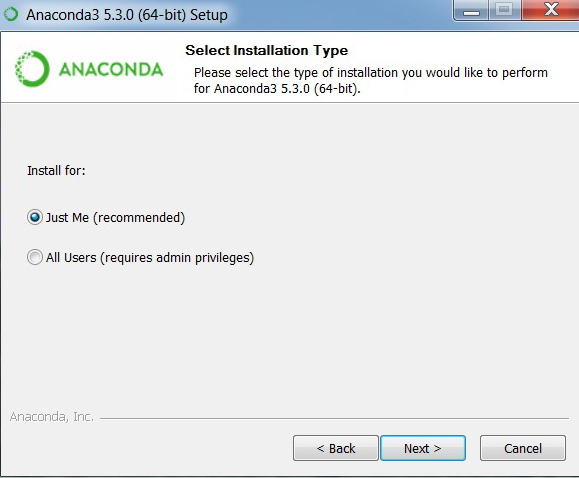 Anaconda3 5.3.0 (64-bit) Setup
ANACONDA
Select Installation Type
Please select the type of installation you would like to perform
for Anaconda3 5.3.0 (64-bit).
Install for:
Just Me (recommended)
All Users (requires admin privileges)
Anaconda, Inc.
< Back
Next >
Cancel